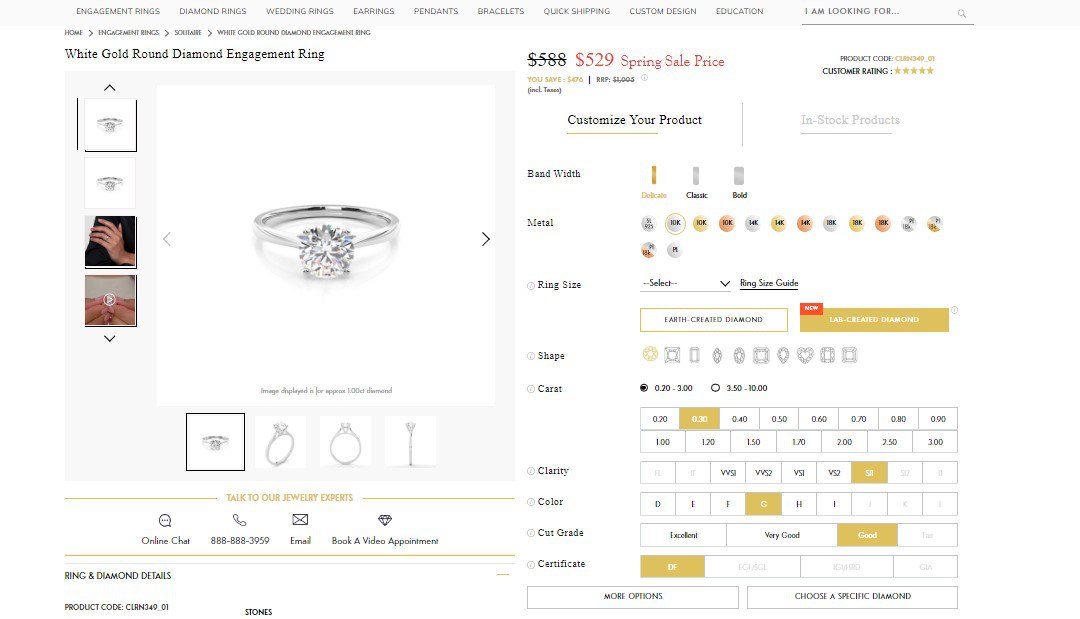 ENGAGEMENT RINGS DIAMOND RINGS WEDDING RINGS EARRINGS PENDANTS BRACELETS QUICK SHIPPING CUSTOM DESIGN EDUCATION I AM LOOKING FOR...
HOME > ENGAGEMENT RINGS > SOLITAIRE > WHITE GOLD ROUND DIAMOND ENGAGEMENT RING
White Gold Round Diamond Engagement Ring
Image displayed is for approx 1.00ct diamond
TALK TO OUR JEWELRY EXPERTS
Online Chat 888-888-3959 Email Book A Video Appointment
RING & DIAMOND DETAILS
PRODUCT CODE: CLRN349_01
STONES
$588 $529 Spring Sale Price
YOU SAVE : $476 | RRP: $1,005
(incl. Taxes)
PRODUCT CODE: CLRN349_01
CUSTOMER RATING : ★★★★★
Customize Your Product In-Stock Products
Band Width
Delicate Classic Bold
Metal
10K 10K 10K 14K 14K 14K 18K 18K 18K
Pt
Ring Size --Select-- Ring Size Guide
EARTH-CREATED DIAMOND NEW LAB-CREATED DIAMOND
Shape
Carat 0.20 - 3.00 3.50 - 10.00
0.20 0.30 0.40 0.50 0.60 0.70 0.80 0.90
1.00 1.20 1.50 1.70 2.00 2.50 3.00
Clarity FL IF VVS1 VVS2 VS1 VS2 SI1 SI2 I1
Color D E F G H I J K L
Cut Grade Excellent Very Good Good Fair
Certificate DF EGI/SGL IGI/HRD GIA
MORE OPTIONS CHOOSE A SPECIFIC DIAMOND